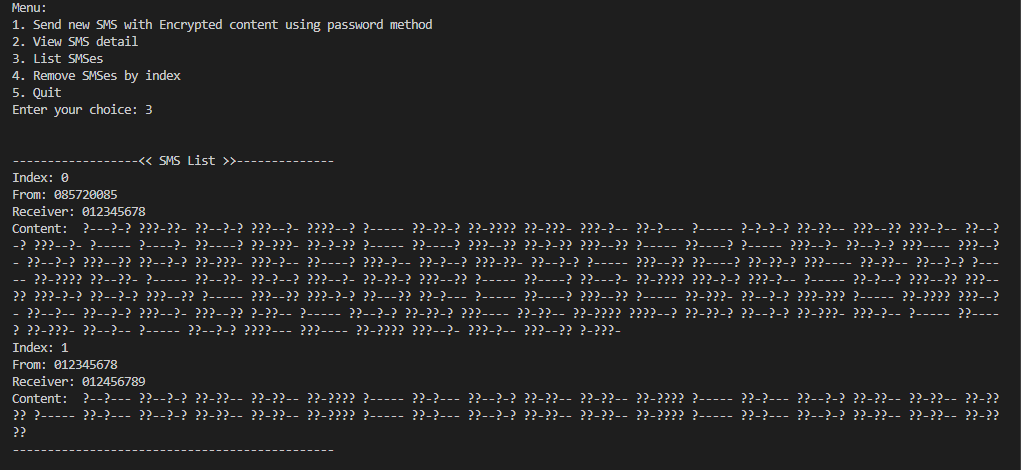 Menu:
1. Send new SMS with Encrypted content using password method
2. View SMS detail
3. List SMSes
4. Remove SMSes by index
5. Quit
Enter your choice: 3
------------------<< SMS List >>--------------
Index: 0
From: 085720085
Receiver: 012345678
Content:  ?---?-? ???-??- ??--?-? ???--?- ????--? ?----- ??-??-? ??-???? ??-???- ???-?-- ??-?--- ?----- ?-?-?-? ??-??-- ???--?? ???-?-- ??--?
-? ???--?- ?----- ?----?- ??----? ??-???- ??-?-?? ?----- ??----? ???--?? ??-?-?? ???--?? ?----- ??----? ?----- ???--?- ??--?-? ???---- ???--?
- ??--?-? ???--?? ??--?-? ??-???- ???-?-- ??----? ???-?-- ??-?--? ???-??- ??--?-? ?----- ???--?? ??----? ??-??-? ???---- ??-??-- ??--?-? ?---
-- ??-???? ??--??- ?----- ??--??- ??-?--? ???--?- ??-?--? ???--?? ?----- ??----? ?---?- ??-???? ???-?-? ???-?-- ?----- ??-?--? ???--?? ???--
?? ???-?-? ??--?-? ???--?? ?----- ???--?? ???-?-? ??---?? ??-?--- ?----- ??----? ???--?? ?----- ??-???- ??--?-? ???-??? ?----- ??-???? ???--?
- ??--?-- ??--?-? ???--?- ???--?? ?-??-- ?----- ??--?-? ??-??-? ???---- ??-??-- ??-???? ????--? ??-??-? ??--?-? ??-???- ???-?-- ?----- ??----
? ??-???- ??--?-- ?----- ??--?-? ????--- ???---- ??-???? ???--?- ???-?-- ???--?? ?-???-
Index: 1
From: 012345678
Receiver: 012456789
Content:  ?--?--- ??--?-? ??-??-- ??-??-- ??-???? ?----- ??-?--- ??--?-? ??-??-- ??-??-- ??-???? ?----- ??-?--- ??--?-? ??-??-- ??-??-- ??-??
?? ?----- ??-?--- ??--?-? ??-??-- ??-??-- ??-???? ?----- ??-?--- ??--?-? ??-??-- ??-??-- ??-???? ?----- ??-?--- ??--?-? ??-??-- ??-??-- ??-??
??
----------------------------------------------